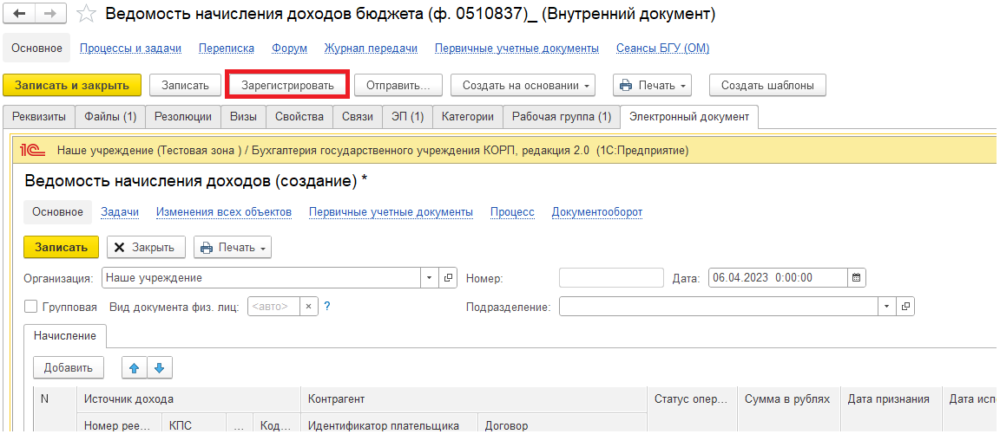 Ведомость начисления доходов бюджета (ф. 0510837)_ (Внутренний документ)
Основное Процессы и задачи Переписка Форум Журнал передачи Первичные учетные документы Сеансы БГУ (ОМ)
Записать и закрыть Записать Зарегистрировать Отправить... Создать на основании Печать Создать шаблоны
Реквизиты Файлы (1) Резолюции Визы Свойства Связи ЭП (1) Категории Рабочая группа (1) Электронный документ
1С Наше учреждение (Тестовая зона ) / Бухгалтерия государственного учреждения КОРП, редакция 2.0 (1С:Предприятие)
Ведомость начисления доходов (создание) *
Основное Задачи Изменения всех объектов Первичные учетные документы Процесс Документооборот
Записать Закрыть Печать
Организация: Наше учреждение Номер: Дата: 06.04.2023 0:00:00
Групповая Вид документа физ. лиц: <авто> × ? Подразделение:
Начисление
Добавить
N Источник дохода Контрагент Статус опер... Сумма в рублях Дата признания Дата исп
Номер рее... КПС ... Код... Идентификатор плательщика Договор